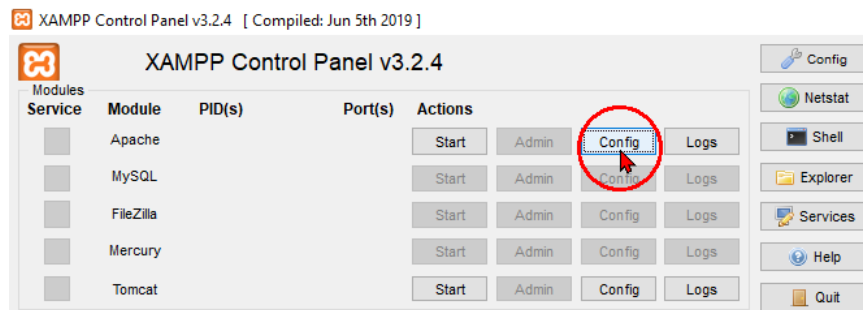 XAMPP Control Panel v3.2.4 [ Compiled: Jun 5th 2019 ]
XAMPP Control Panel v3.2.4
Config
Modules
Service Module PID(s) Port(s) Actions
Netstat
Apache Start Admin Config Logs
Shell
MySQL Start Admin Config Logs
Explorer
FileZilla Start Admin Config Logs
Services
Mercury Start Admin Config Logs
Help
Tomcat Start Admin Config Logs
Quit